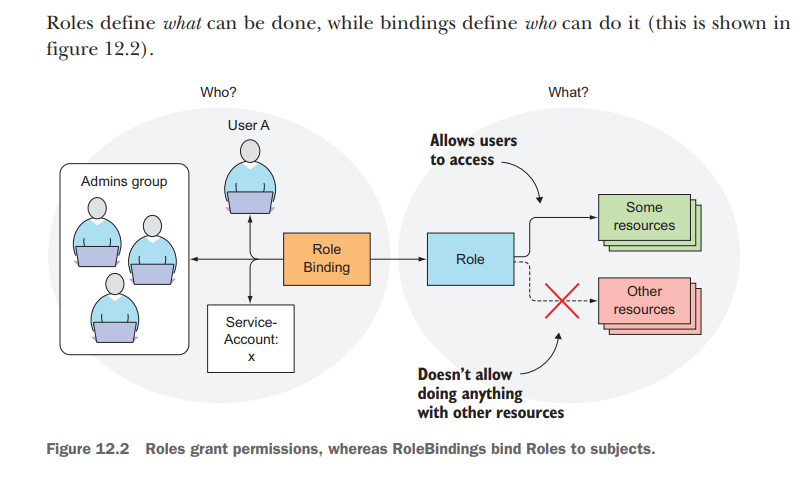 Roles define what can be done, while bindings define who can do it (this is shown in
figure 12.2).
Who?
What?
User A
Allows users
to access
Admins group
Some
resources
Role
Binding
Role
Other
resources
Service-
Account:
x
Doesn’t allow
doing anything
with other resources
Figure 12.2 Roles grant permissions, whereas RoleBindings bind Roles to subjects.